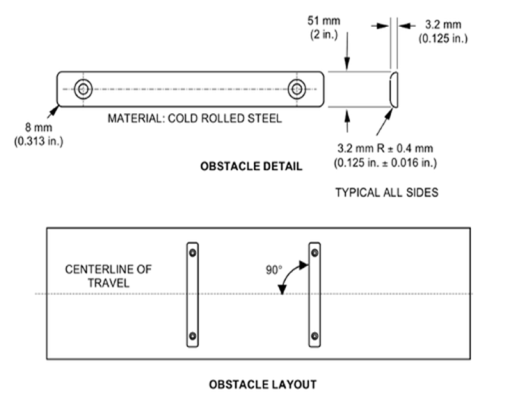 51 mm
(2 in.)
3.2 mm
(0.125 in.)
8 mm
(0.313 in.)
MATERIAL: COLD ROLLED STEEL
3.2 mm R ± 0.4 mm
(0.125 in. ± 0.016 in.)
OBSTACLE DETAIL
TYPICAL ALL SIDES
CENTERLINE OF
TRAVEL
90°
OBSTACLE LAYOUT